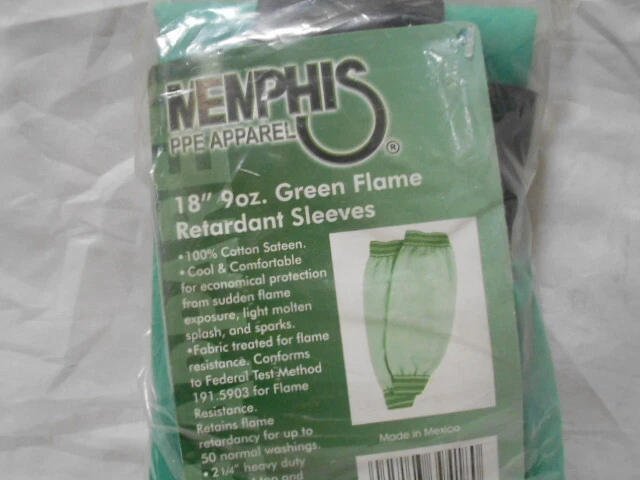 MEMPHIS
PPE APPAREL
®
18" 9oz. Green Flame
Retardant Sleeves
• 100% Cotton Sateen.
• Cool & Comfortable
for economical protection
from sudden flame
exposure, light molten
splash, and sparks.
•Fabric treated for flame
resistance. Conforms
to Federal Test Method
191.5903 for Flame
Resistance.
Retains flame
retardancy for up to
50 normal washings.
• 2 1/4" heavy duty
top and
Made in Mexico